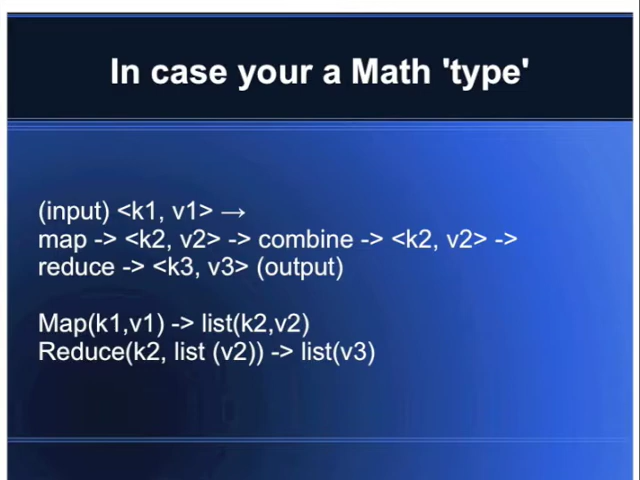 In case your a Math 'type'
(input) <k1, v1> →
map -> <k2, v2> -> combine -> <k2, v2> ->
reduce -> <k3, v3> (output)
Map(k1,v1) -> list(k2,v2)
Reduce(k2, list (v2)) -> list(v3)